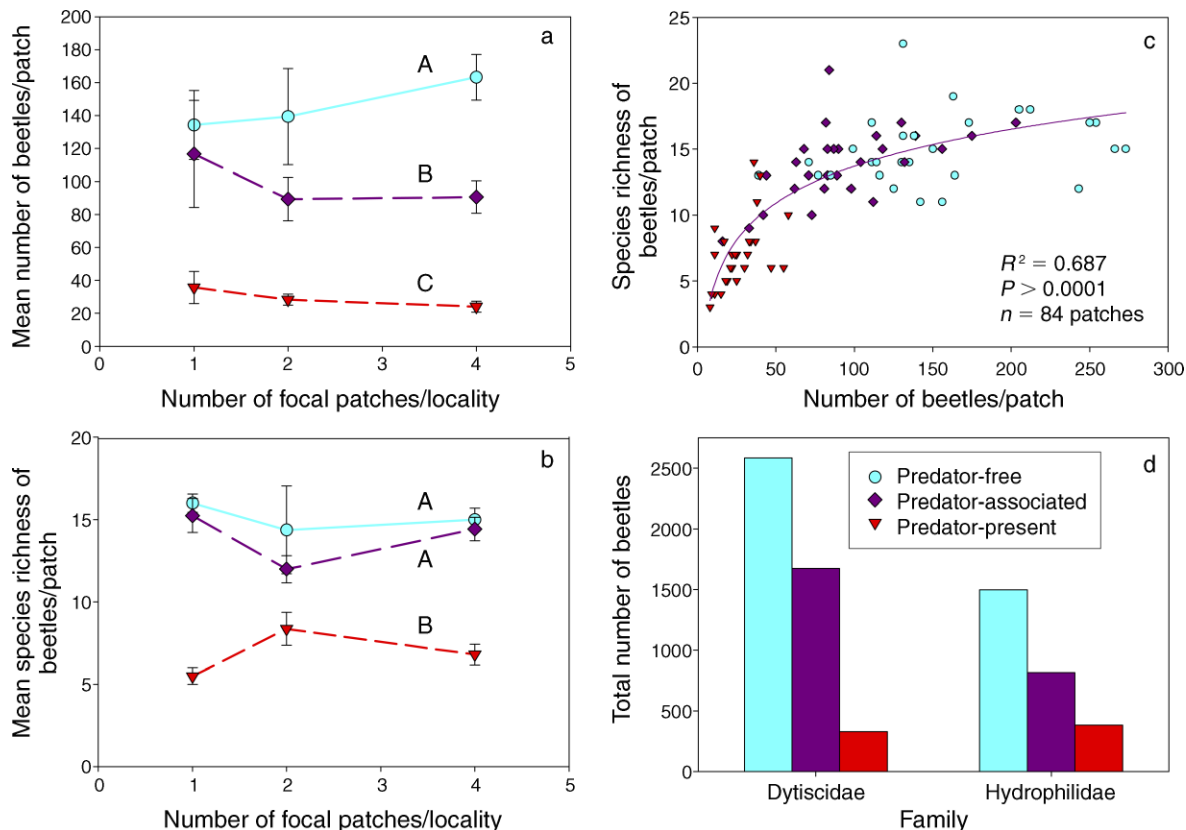 a
Mean number of beetles/patch
200
180
160
140
120
100
80
60
40
20
0
A
B
C
0 1 2 3 4 5
Number of focal patches/locality
c
Species richness of
beetles/patch
25
20
15
10
5
0
R² = 0.687
P > 0.0001
n = 84 patches
0 50 100 150 200 250 300
Number of beetles/patch
b
Mean species richness of
beetles/patch
20
15
10
5
0
A
A
B
0 1 2 3 4 5
Number of focal patches/locality
d
Total number of beetles
2500
2000
1500
1000
500
0
Predator-free
Predator-associated
Predator-present
Dytiscidae Hydrophilidae
Family